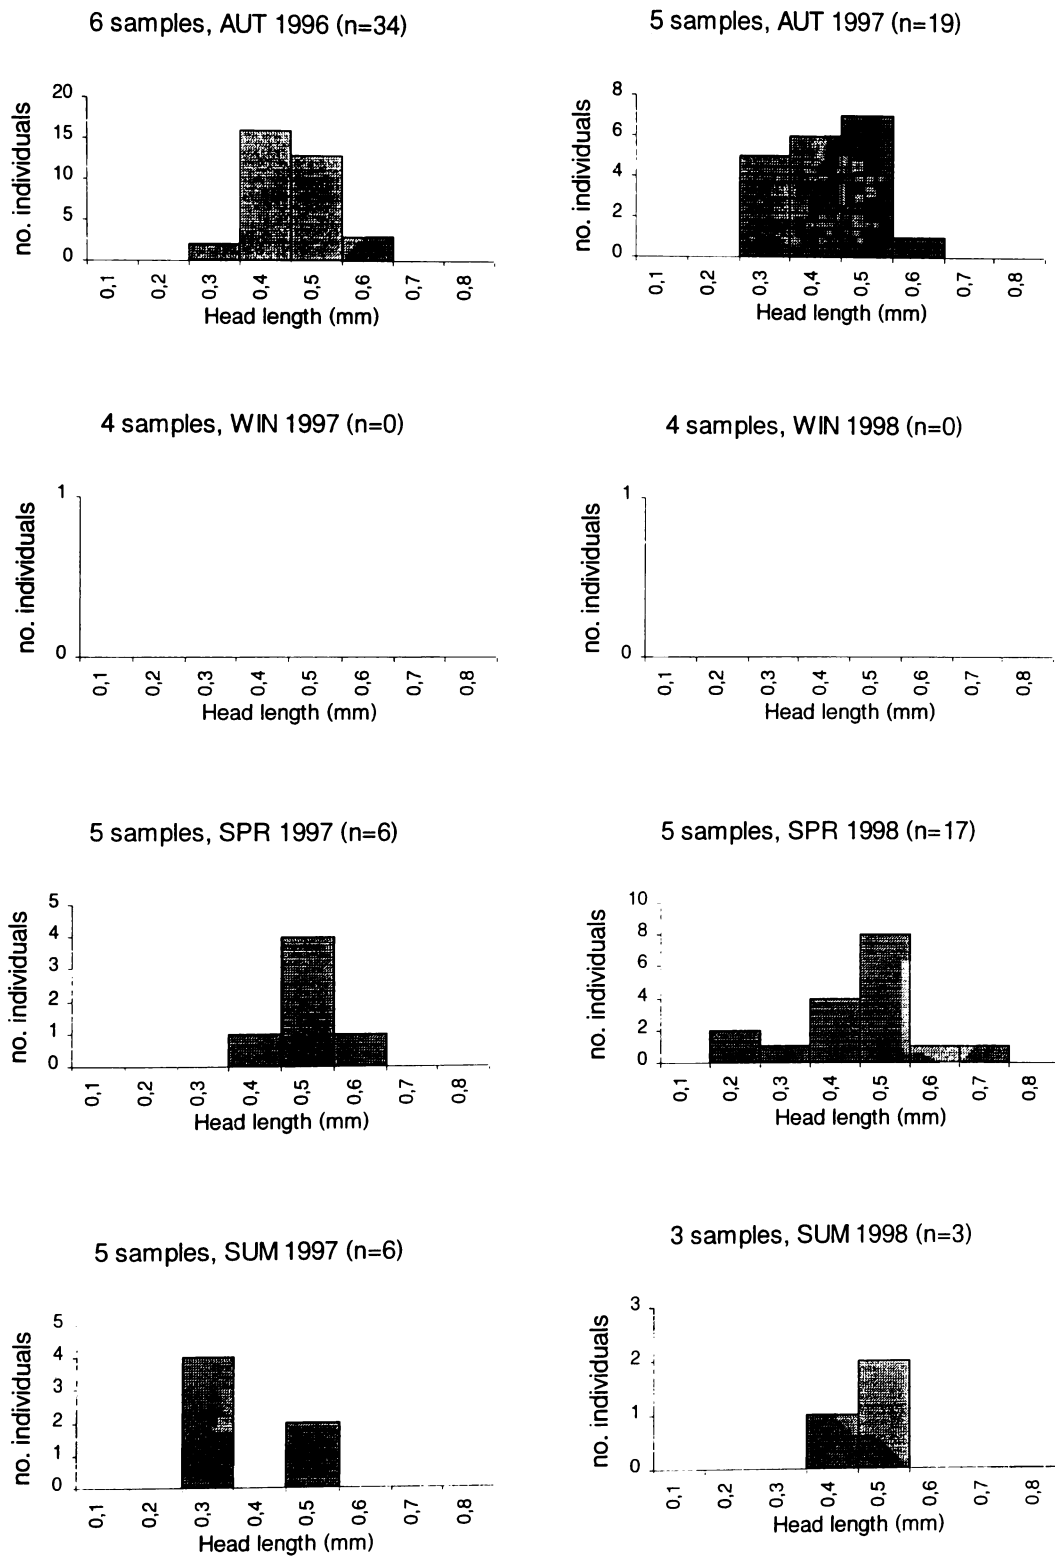 6 samples, AUT 1996 (n=34)
no. individuals
20
15
10
5
0
0,1 0,2 0,3 0,4 0,5 0,6 0,7 0,8
Head length (mm)
5 samples, AUT 1997 (n=19)
no. individuals
8
6
4
2
0
0,1 0,2 0,3 0,4 0,5 0,6 0,7 0,8
Head length (mm)
4 samples, WIN 1997 (n=0)
no. individuals
1
0
0,1 0,2 0,3 0,4 0,5 0,6 0,7 0,8
Head length (mm)
4 samples, WIN 1998 (n=0)
no. individuals
1
0
0,1 0,2 0,3 0,4 0,5 0,6 0,7 0,8
Head length (mm)
5 samples, SPR 1997 (n=6)
no. individuals
5
4
3
2
1
0
0,1 0,2 0,3 0,4 0,5 0,6 0,7 0,8
Head length (mm)
5 samples, SPR 1998 (n=17)
no. individuals
10
8
6
4
2
0
0,1 0,2 0,3 0,4 0,5 0,6 0,7 0,8
Head length (mm)
5 samples, SUM 1997 (n=6)
no. individuals
5
4
3
2
1
0
0,1 0,2 0,3 0,4 0,5 0,6 0,7 0,8
Head length (mm)
3 samples, SUM 1998 (n=3)
no. individuals
3
2
1
0
0,1 0,2 0,3 0,4 0,5 0,6 0,7 0,8
Head length (mm)